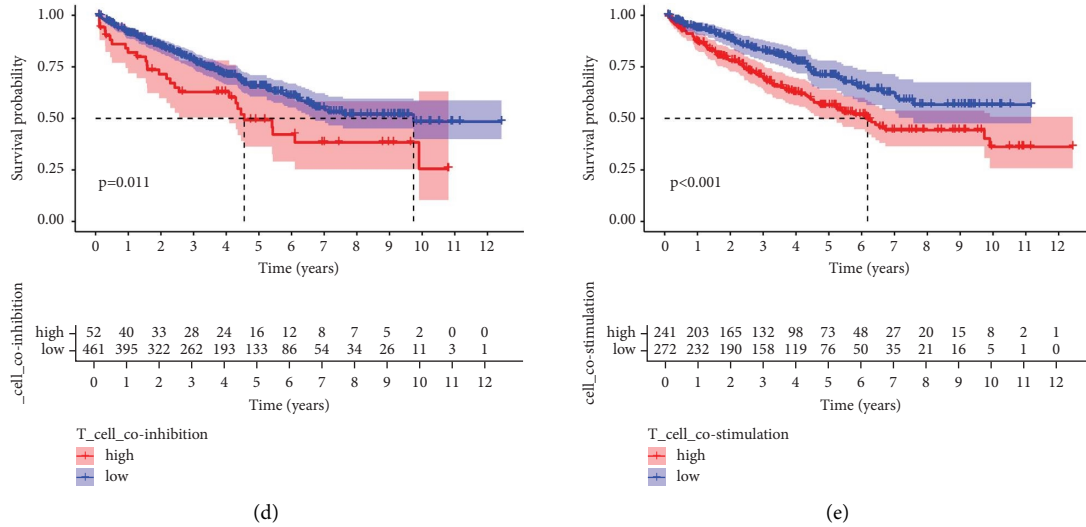 1.00
0.75
0.50
0.25
0.00
Survival probability
p=0.011
0 1 2 3 4 5 6 7 8 9 10 11 12
Time (years)
_cell_co-inhibition
high 52 40 33 28 24 16 12 8 7 5 2 0 0
low 461 395 322 262 193 133 86 54 34 26 11 3 1
0 1 2 3 4 5 6 7 8 9 10 11 12
Time (years)
T_cell_co-inhibition
high
low
(d)
1.00
0.75
0.50
0.25
0.00
Survival probability
p<0.001
0 1 2 3 4 5 6 7 8 9 10 11 12
Time (years)
cell_co-stimulation
high 241 203 165 132 98 73 48 27 20 15 8 2 1
low 272 232 190 158 119 76 50 35 21 16 5 1 0
0 1 2 3 4 5 6 7 8 9 10 11 12
Time (years)
T_cell_co-stimulation
high
low
(e)